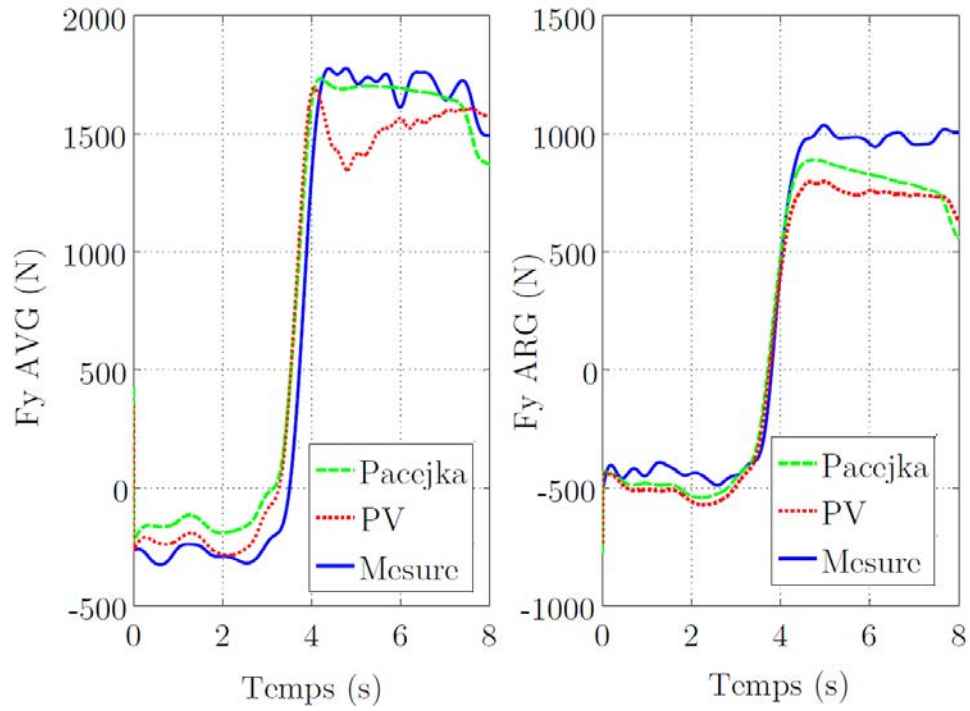 2000
1500
1000
500
0
-500
Fy AVG (N)
0 2 4 6 8
Temps (s)
Pacejka
PV
Mesure
1500
1000
500
0
-500
-1000
Fy ARG (N)
0 2 4 6 8
Temps (s)
Pacejka
PV
Mesure